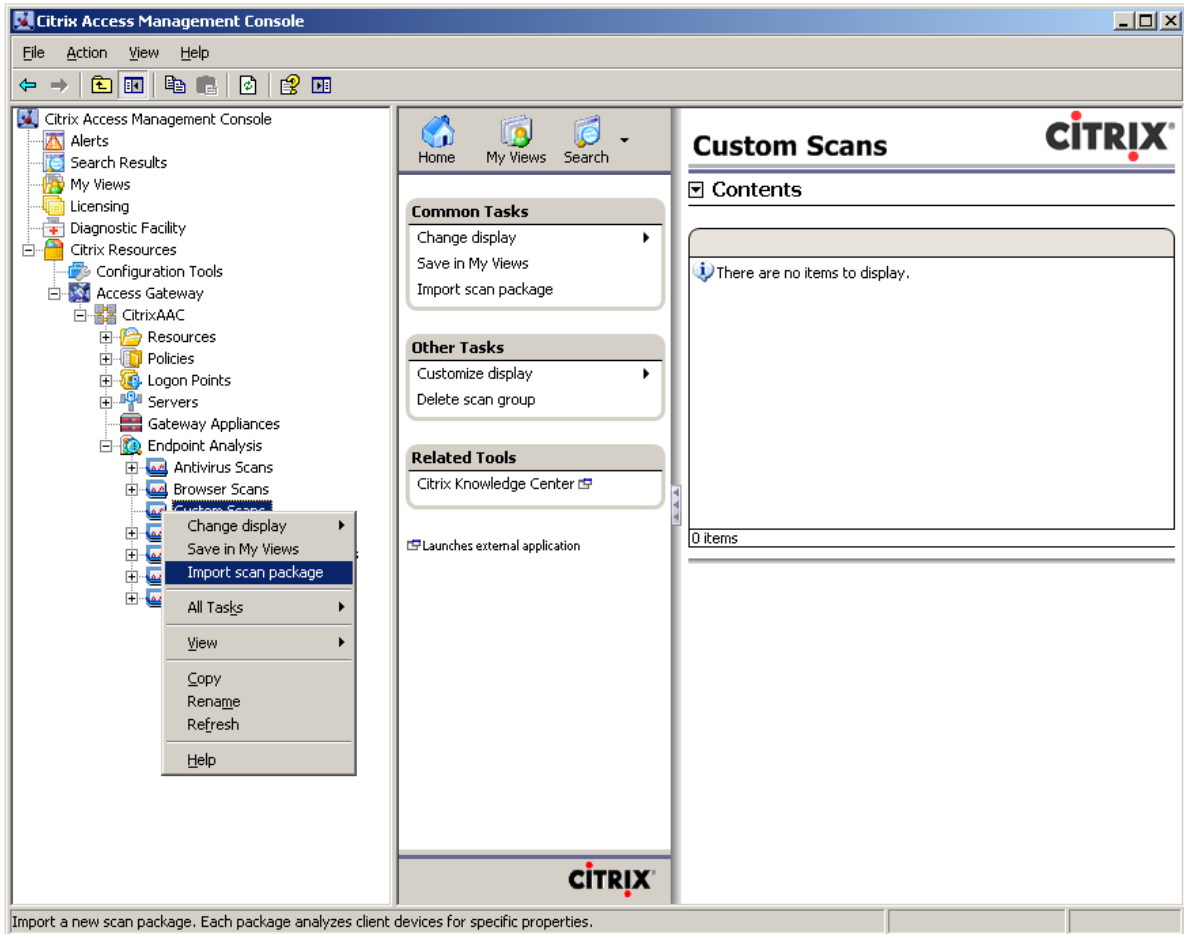 Citrix Access Management Console
File Action View Help
Citrix Access Management Console
Alerts
Search Results
My Views
Licensing
Diagnostic Facility
Citrix Resources
Configuration Tools
Access Gateway
CitrixAAC
Resources
Policies
Logon Points
Servers
Gateway Appliances
Endpoint Analysis
Antivirus Scans
Browser Scans
Custom Scans
Change display
Save in My Views
Import scan package
All Tasks
View
Copy
Rename
Refresh
Help
Home My Views Search
Common Tasks
Change display
Save in My Views
Import scan package
Other Tasks
Customize display
Delete scan group
Related Tools
Citrix Knowledge Center
Launches external application
CITRIX
Custom Scans
CITRIX
Contents
There are no items to display.
0 items
Import a new scan package. Each package analyzes client devices for specific properties.